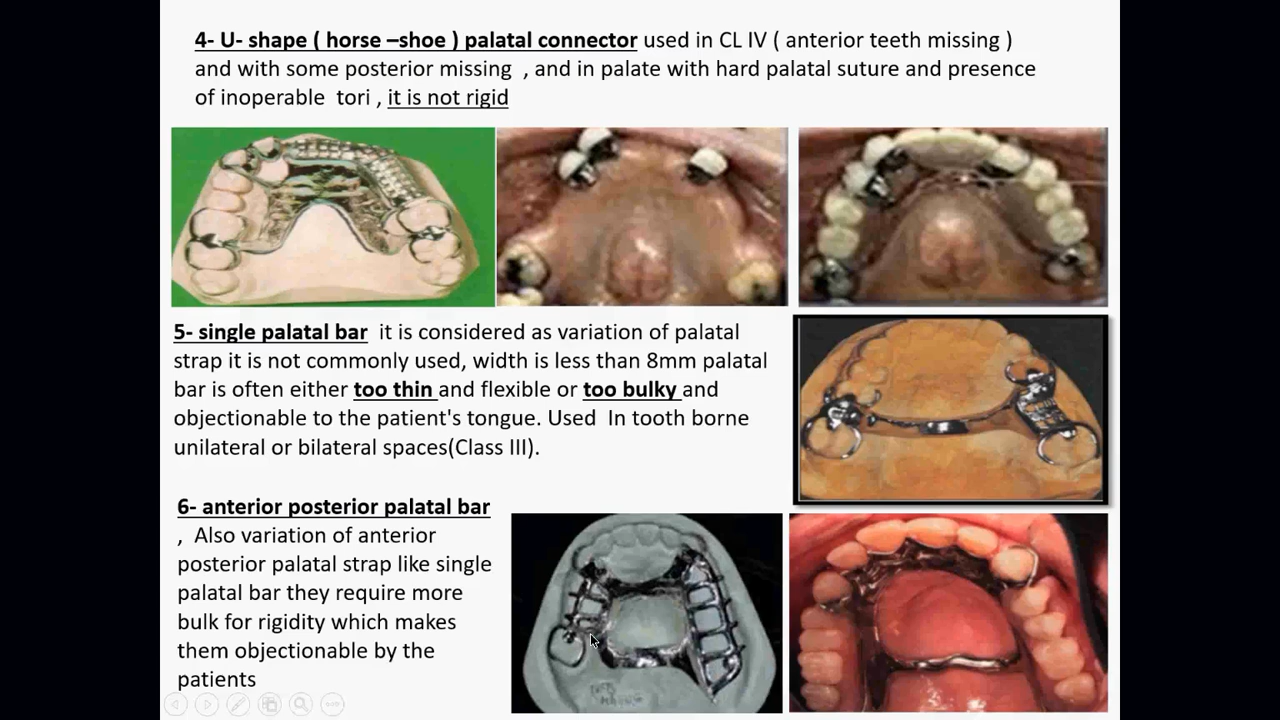 4- U- shape ( horse –shoe ) palatal connector used in CL IV ( anterior teeth missing )
and with some posterior missing , and in palate with hard palatal suture and presence
of inoperable tori , it is not rigid
5- single palatal bar it is considered as variation of palatal
strap it is not commonly used, width is less than 8mm palatal
bar is often either too thin and flexible or too bulky and
objectionable to the patient's tongue. Used In tooth borne
unilateral or bilateral spaces(Class III).
6- anterior posterior palatal bar
, Also variation of anterior
posterior palatal strap like single
palatal bar they require more
bulk for rigidity which makes
them objectionable by the
patients